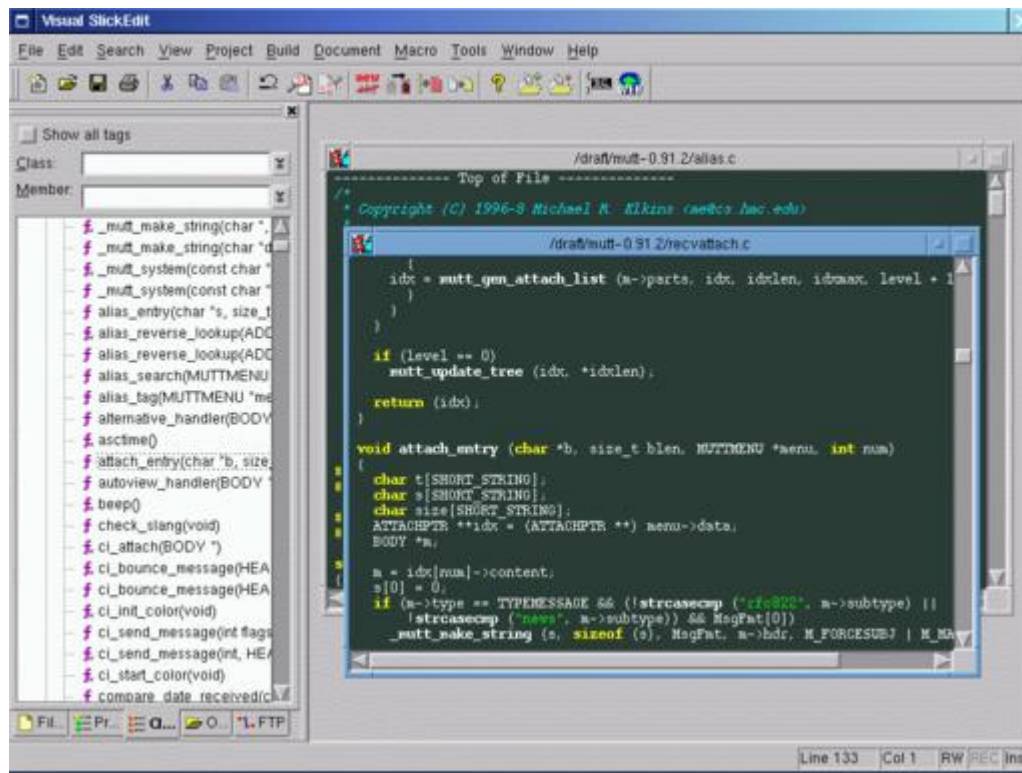 Visual SlickEdit
File Edit Search View Project Build Document Macro Tools Window Help
Show all tags
Class:
Member:
_mutt_make_string(char *,
_mutt_make_string(char *d
_mutt_system(const char *
_mutt_system(const char *
alias_entry(char *s, size_t
alias_reverse_lookup(ADD
alias_reverse_lookup(ADD
alias_search(MUTTMENU
alias_tag(MUTTMENU *me
alternative_handler(BODY
asctime()
attach_entry(char *b, size_
autoview_handler(BODY *
beep()
check_slang(void)
ci_attach(BODY *)
ci_bounce_message(HEA
ci_bounce_message(HEA
ci_init_color(void)
ci_send_message(int flags
ci_send_message(int, HEA
ci_start_color(void)
compare_date_received(c
Fil... Pr... O... FTP
/draft/mutt-0.91.2/alias.c
-------------- Top of File --------------
/*
* Copyright (C) 1996-8 Michael R. Elkins <me@cs.hmc.edu>
/draft/mutt-0.91.2/recvattach.c
{
idx = mutt_gen_attach_list (m->parts, idx, idxlen, idxmax, level + 1
}
}
}
if (level == 0)
mutt_update_tree (idx, *idxlen);
return (idx);
}
void attach_entry (char *b, size_t blen, MUTTMENU *menu, int num)
{
char t[SHORT_STRING];
char s[SHORT_STRING];
char size[SHORT_STRING];
ATTACHPTR **idx = (ATTACHPTR **) menu->data;
BODY *m;
m = idx[num]->content;
s[0] = 0;
if (m->type == TYPEMESSAGE && (!strcasecmp ("rfc822", m->subtype) ||
!strcasecmp ("news", m->subtype)) && MsgFmt[0])
_mutt_make_string (s, sizeof (s), MsgFmt, m->hdr, M_FORCESUBJ | M_MA
Line 133 Col 1 RW REC Ins